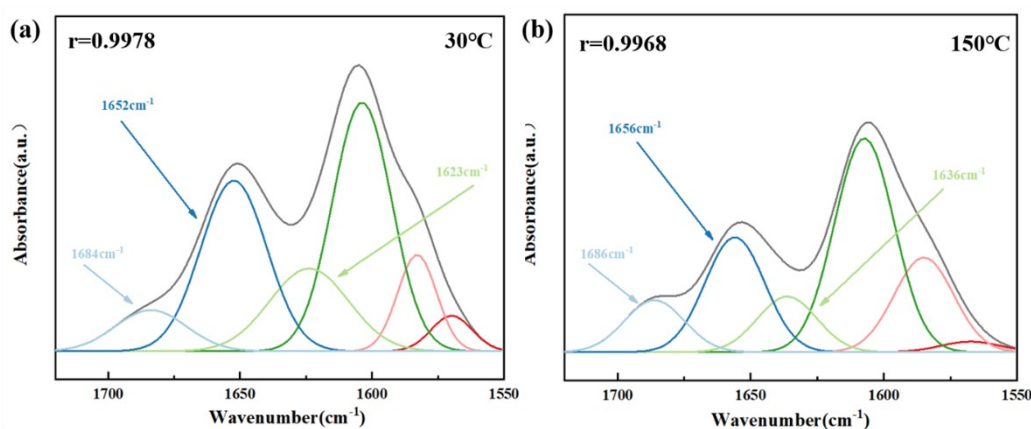 (a)
r=0.9978
30℃
1652cm⁻¹
1623cm⁻¹
1684cm⁻¹
Absorbance(a.u.)
1700
1650
1600
1550
Wavenumber(cm⁻¹)
(b)
r=0.9968
150℃
1656cm⁻¹
1636cm⁻¹
1686cm⁻¹
Absorbance(a.u.)
1700
1650
1600
1550
Wavenumber(cm⁻¹)